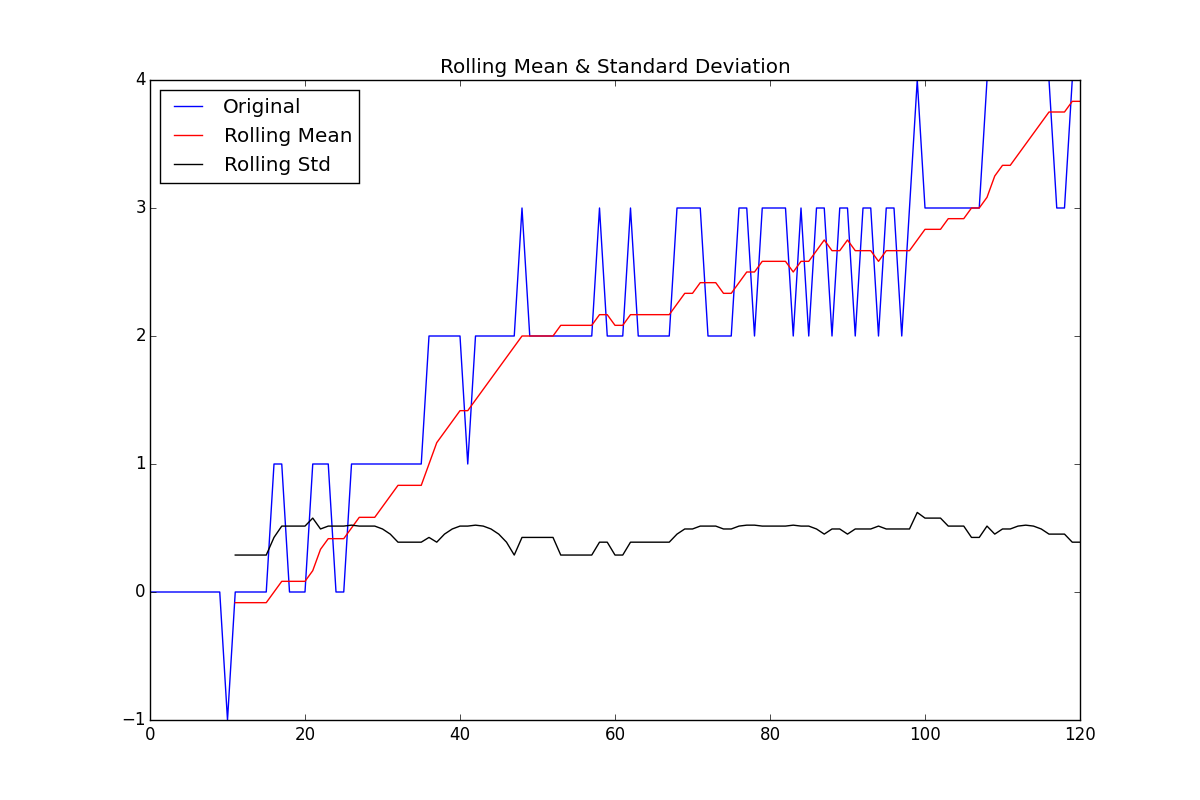 Rolling Mean & Standard Deviation
4
Original
Rolling Mean
Rolling Std
3
2
1
0
−1
0 20 40 60 80 100 120